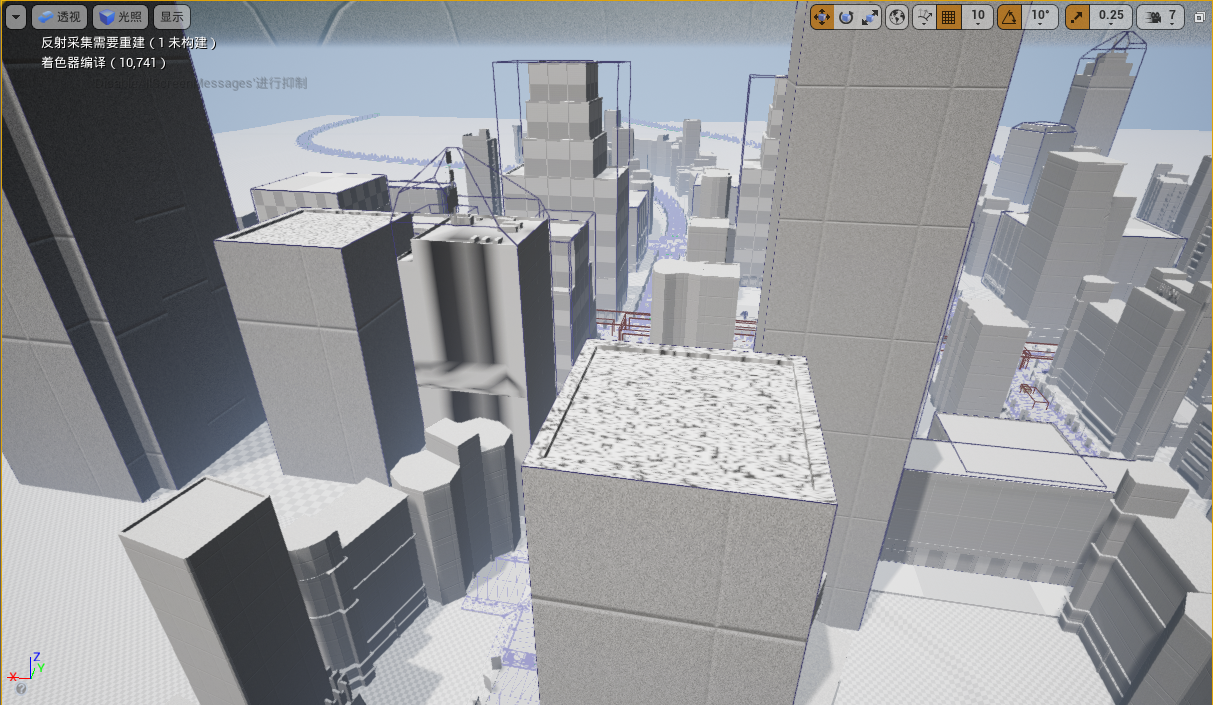 透视 光照 显示 10 10° 0.25 7
反射采集需要重建 ( 1 未构建 )
着色器编译 ( 10,741 )
Messages'进行抑制
Z
X Y